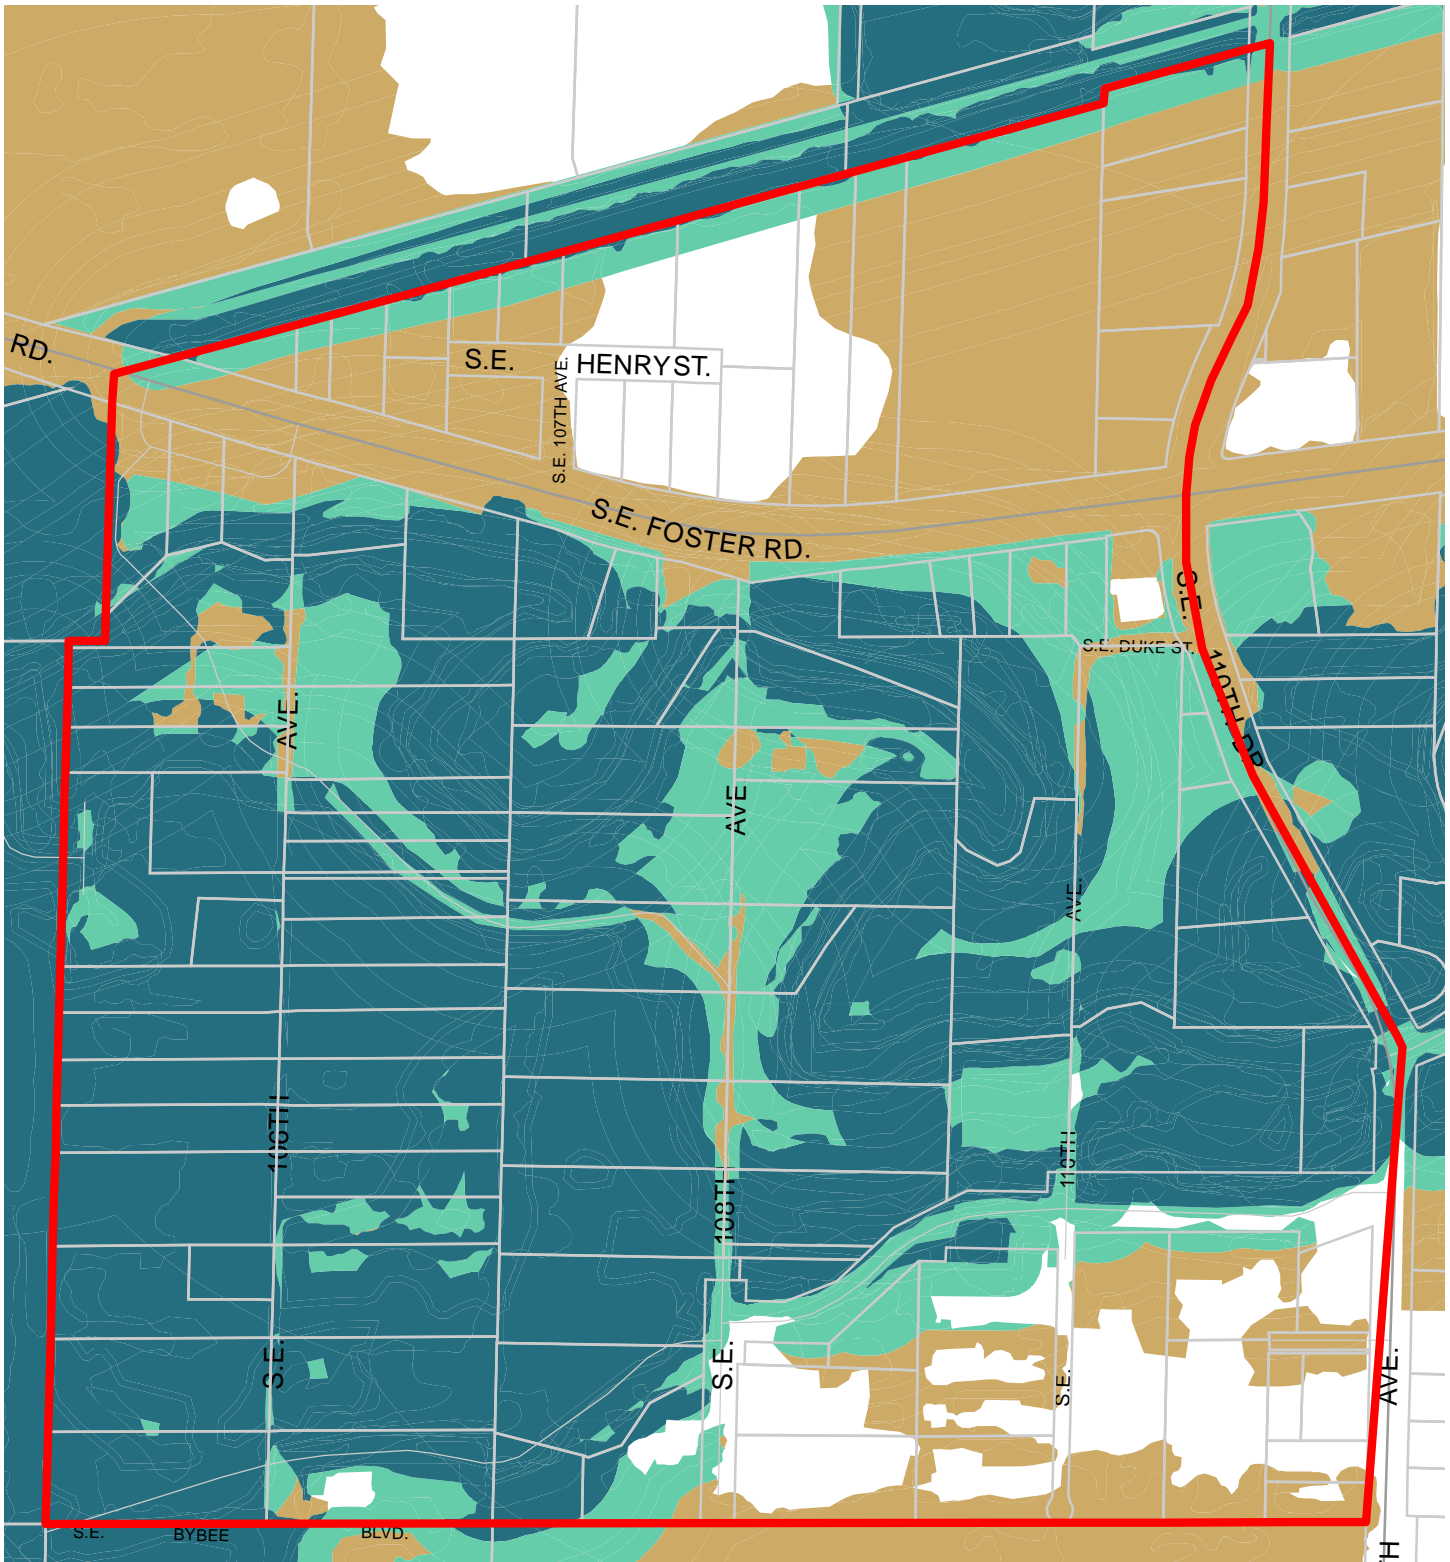 RD.
S.E. HENRY ST.
S.E. 107TH AVE.
S.E. FOSTER RD.
S.E. 110TH DR
S.E. DUKE ST.
AVE.
AVE
AVE.
106TH
108TH
110TH
S.E.
S.E.
S.E.
AVE.
S.E. BYBEE BLVD.
TH